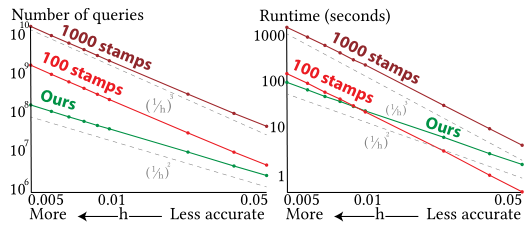 Number of queries
10^10
1000 stamps
10^9
100 stamps
10^8
Ours
(1/h)^3
10^7
(1/h)^2
10^6
0.005 0.01 0.05
More h Less accurate
Runtime (seconds)
1000
1000 stamps
100
100 stamps
(1/h)^3
10
Ours
(1/h)^2
1
0.005 0.01 0.05
More h Less accurate